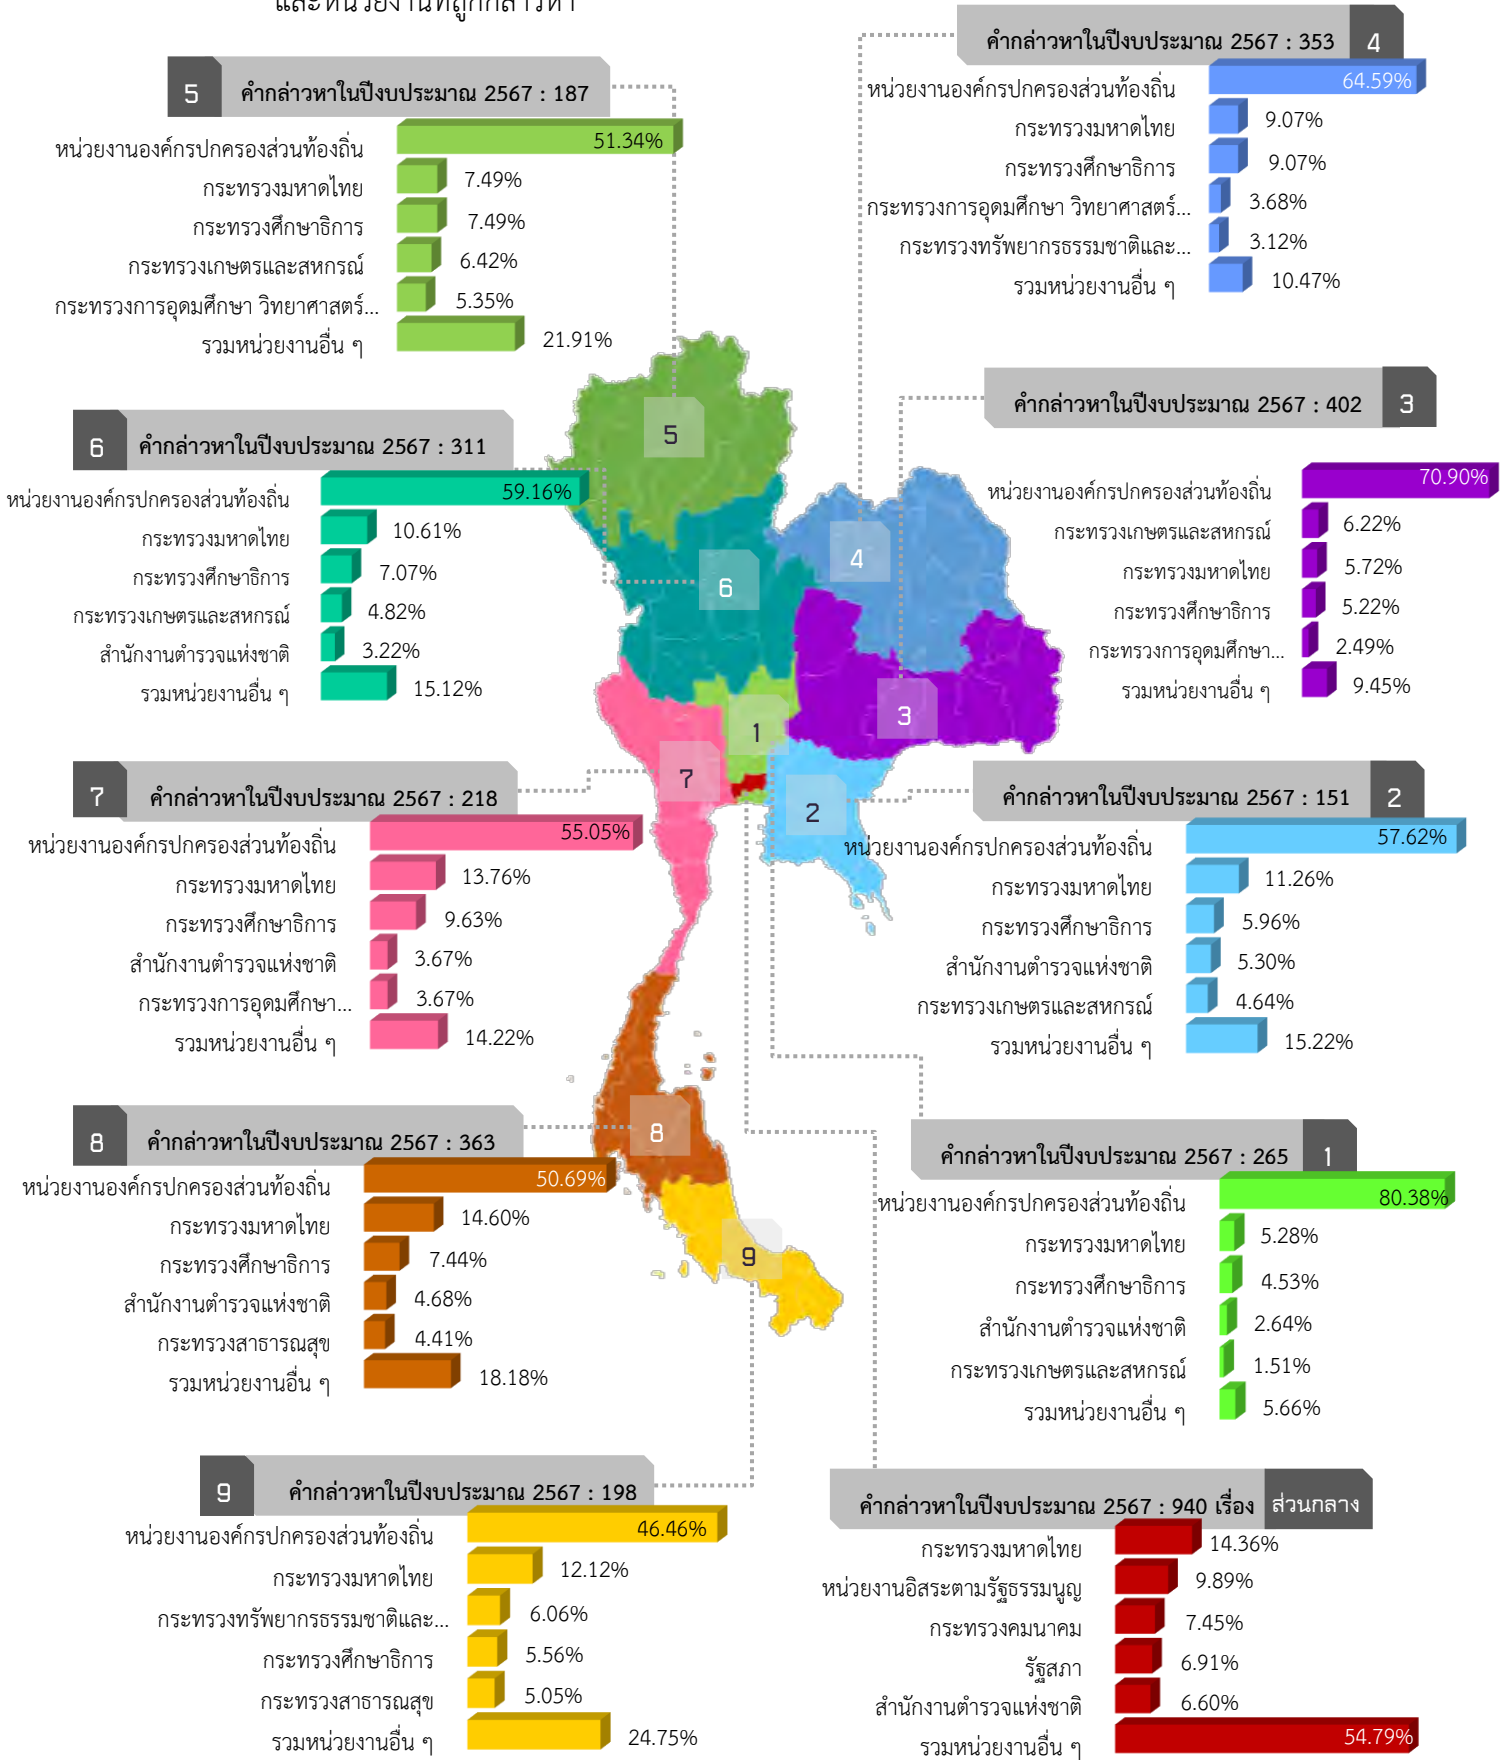 และหน่วยงานที่ถูกกล่าวหา
5 คำกล่าวหาในปีงบประมาณ 2567 : 187
หน่วยงานองค์กรปกครองส่วนท้องถิ่น 51.34%
กระทรวงมหาดไทย 7.49%
กระทรวงศึกษาธิการ 7.49%
กระทรวงเกษตรและสหกรณ์ 6.42%
กระทรวงการอุดมศึกษา วิทยาศาสตร์... 5.35%
รวมหน่วยงานอื่น ๆ 21.91%
คำกล่าวหาในปีงบประมาณ 2567 : 353 4
หน่วยงานองค์กรปกครองส่วนท้องถิ่น 64.59%
กระทรวงมหาดไทย 9.07%
กระทรวงศึกษาธิการ 9.07%
กระทรวงการอุดมศึกษา วิทยาศาสตร์... 3.68%
กระทรวงทรัพยากรธรรมชาติและ... 3.12%
รวมหน่วยงานอื่น ๆ 10.47%
6 คำกล่าวหาในปีงบประมาณ 2567 : 311
หน่วยงานองค์กรปกครองส่วนท้องถิ่น 59.16%
กระทรวงมหาดไทย 10.61%
กระทรวงศึกษาธิการ 7.07%
กระทรวงเกษตรและสหกรณ์ 4.82%
สำนักงานตำรวจแห่งชาติ 3.22%
รวมหน่วยงานอื่น ๆ 15.12%
คำกล่าวหาในปีงบประมาณ 2567 : 402 3
หน่วยงานองค์กรปกครองส่วนท้องถิ่น 70.90%
กระทรวงเกษตรและสหกรณ์ 6.22%
กระทรวงมหาดไทย 5.72%
กระทรวงศึกษาธิการ 5.22%
กระทรวงการอุดมศึกษา... 2.49%
รวมหน่วยงานอื่น ๆ 9.45%
5
4
6
3
1
7
2
8
9
7 คำกล่าวหาในปีงบประมาณ 2567 : 218
หน่วยงานองค์กรปกครองส่วนท้องถิ่น 55.05%
กระทรวงมหาดไทย 13.76%
กระทรวงศึกษาธิการ 9.63%
สำนักงานตำรวจแห่งชาติ 3.67%
กระทรวงการอุดมศึกษา... 3.67%
รวมหน่วยงานอื่น ๆ 14.22%
คำกล่าวหาในปีงบประมาณ 2567 : 151 2
หน่วยงานองค์กรปกครองส่วนท้องถิ่น 57.62%
กระทรวงมหาดไทย 11.26%
กระทรวงศึกษาธิการ 5.96%
สำนักงานตำรวจแห่งชาติ 5.30%
กระทรวงเกษตรและสหกรณ์ 4.64%
รวมหน่วยงานอื่น ๆ 15.22%
8 คำกล่าวหาในปีงบประมาณ 2567 : 363
หน่วยงานองค์กรปกครองส่วนท้องถิ่น 50.69%
กระทรวงมหาดไทย 14.60%
กระทรวงศึกษาธิการ 7.44%
สำนักงานตำรวจแห่งชาติ 4.68%
กระทรวงสาธารณสุข 4.41%
รวมหน่วยงานอื่น ๆ 18.18%
คำกล่าวหาในปีงบประมาณ 2567 : 265 1
หน่วยงานองค์กรปกครองส่วนท้องถิ่น 80.38%
กระทรวงมหาดไทย 5.28%
กระทรวงศึกษาธิการ 4.53%
สำนักงานตำรวจแห่งชาติ 2.64%
กระทรวงเกษตรและสหกรณ์ 1.51%
รวมหน่วยงานอื่น ๆ 5.66%
9 คำกล่าวหาในปีงบประมาณ 2567 : 198
หน่วยงานองค์กรปกครองส่วนท้องถิ่น 46.46%
กระทรวงมหาดไทย 12.12%
กระทรวงทรัพยากรธรรมชาติและ... 6.06%
กระทรวงศึกษาธิการ 5.56%
กระทรวงสาธารณสุข 5.05%
รวมหน่วยงานอื่น ๆ 24.75%
คำกล่าวหาในปีงบประมาณ 2567 : 940 เรื่อง ส่วนกลาง
กระทรวงมหาดไทย 14.36%
หน่วยงานอิสระตามรัฐธรรมนูญ 9.89%
กระทรวงคมนาคม 7.45%
รัฐสภา 6.91%
สำนักงานตำรวจแห่งชาติ 6.60%
รวมหน่วยงานอื่น ๆ 54.79%